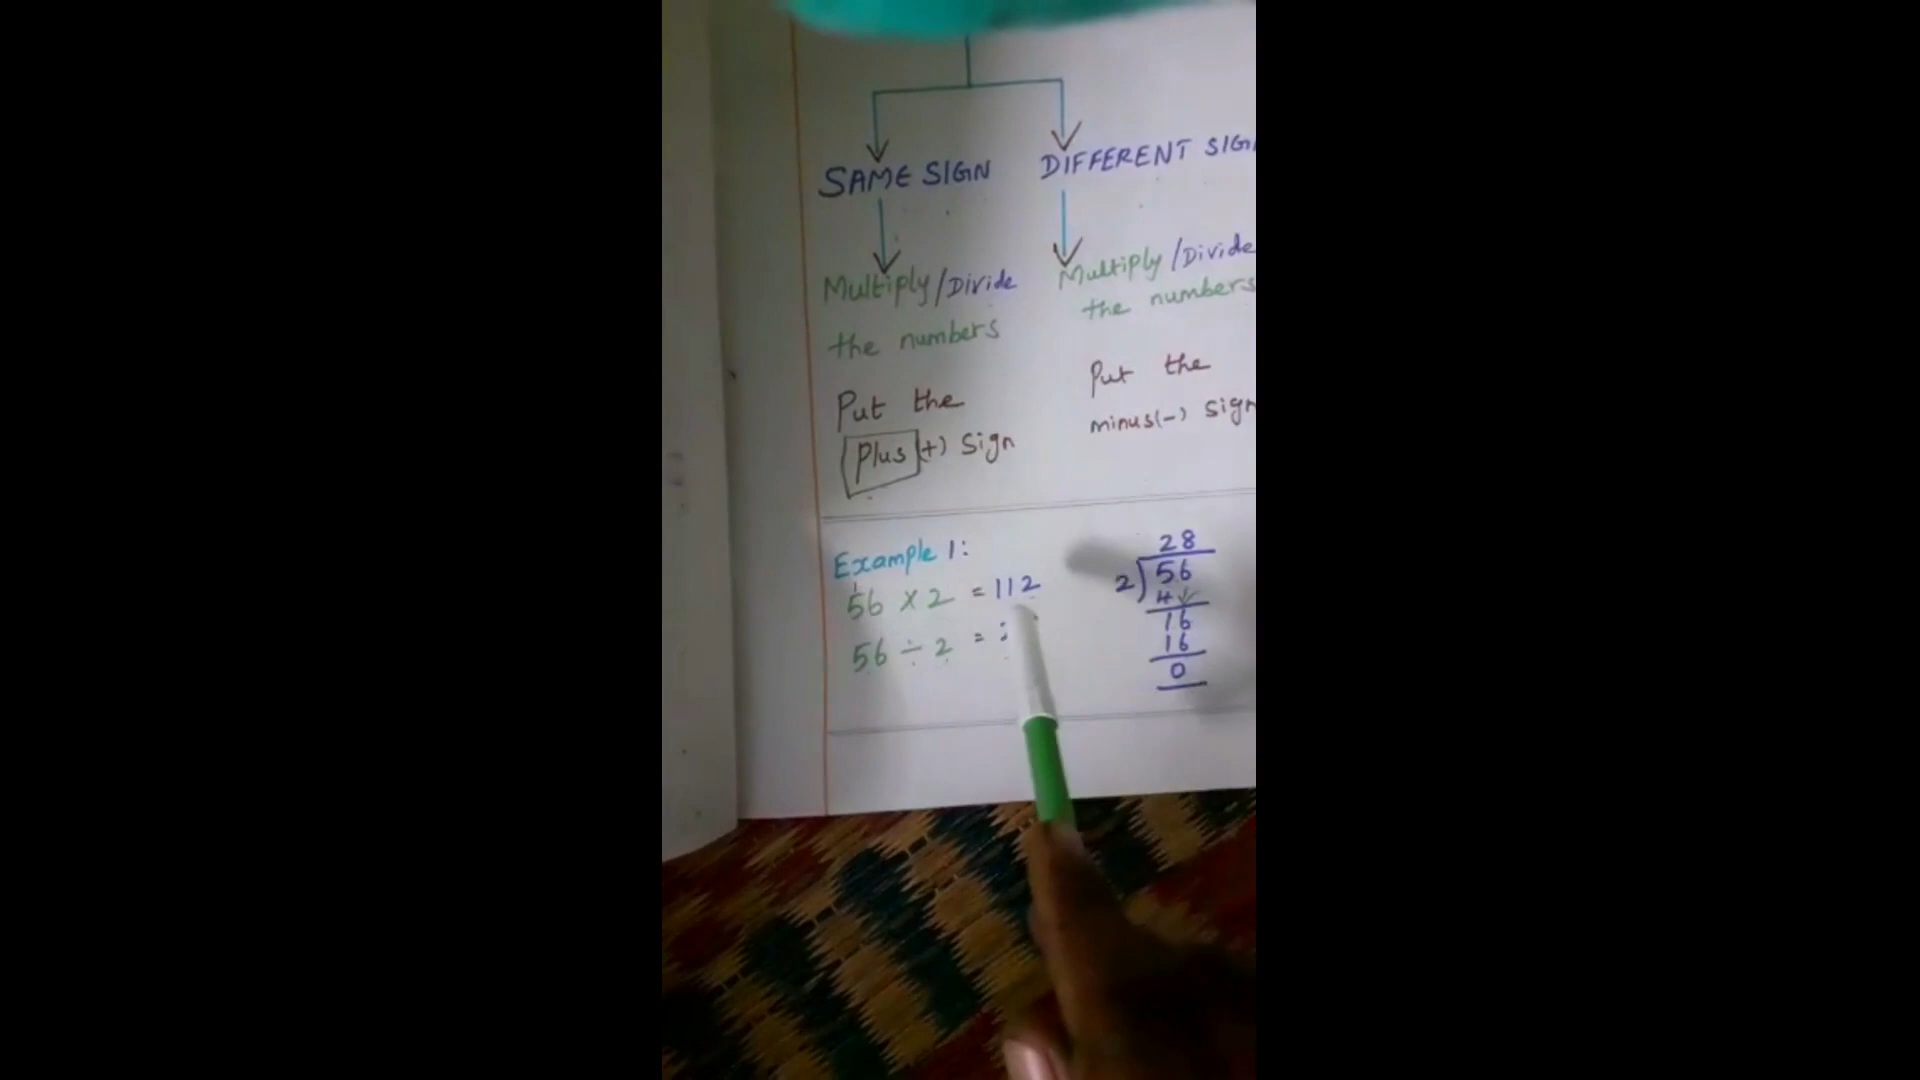 SAME SIGN
Multiply/Divide
the numbers
Put the
Plus (+) Sign
DIFFERENT
Multiply/Divide
the numbers
Put the
minus(-) Sign
Example 1:
1
56 × 2 = 112
56 ÷ 2 =
28
2)56
4↓
16
16
0